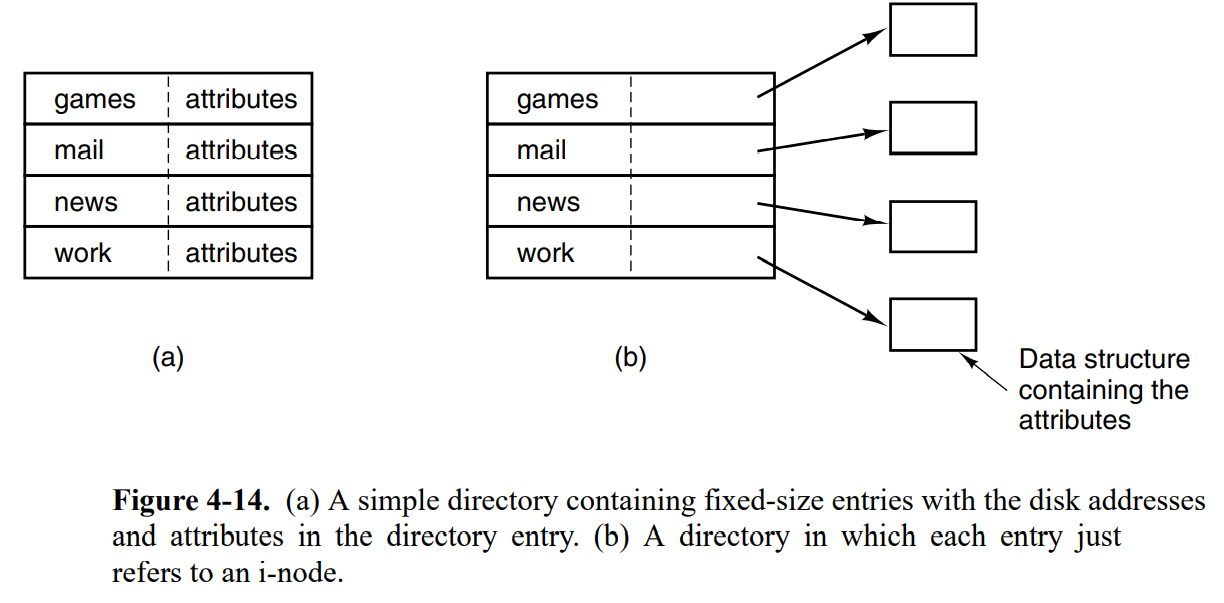 games attributes
mail attributes
news attributes
work attributes
(a)
games
mail
news
work
(b)
Data structure
containing the
attributes
Figure 4-14. (a) A simple directory containing fixed-size entries with the disk addresses
and attributes in the directory entry. (b) A directory in which each entry just
refers to an i-node.